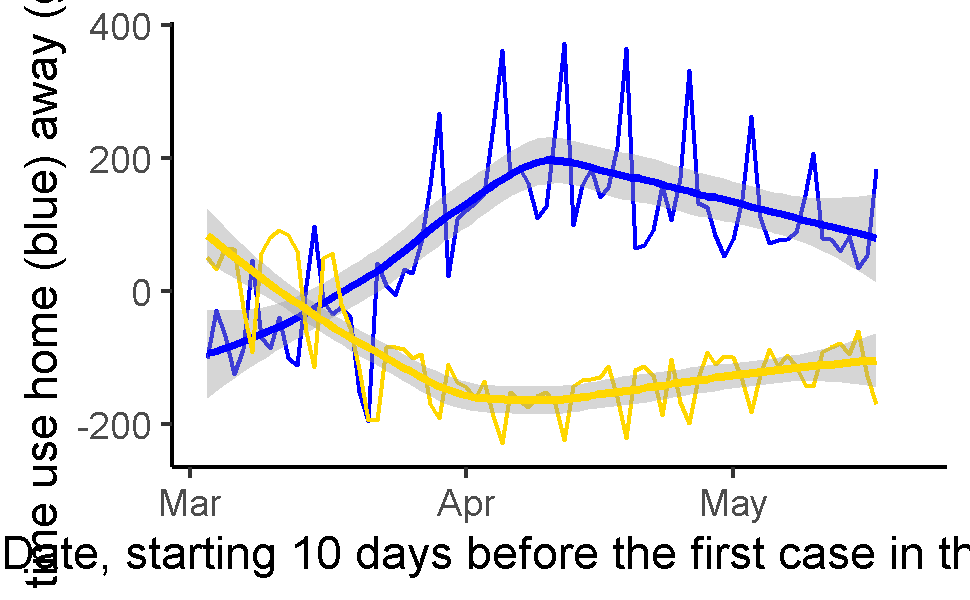 time use home (blue) away (
400
200
0
-200
Mar
Apr
May
Date, starting 10 days before the first case in th